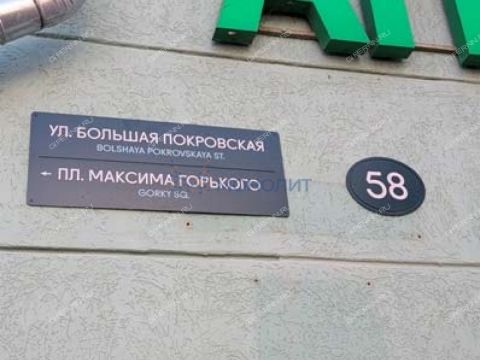 УЛ. БОЛЬШАЯ ПОКРОВСКАЯ
BOLSHAYA POKROVSKAYA ST.
← ПЛ. МАКСИМА ГОРЬКОГО
GORKY SQ.
58